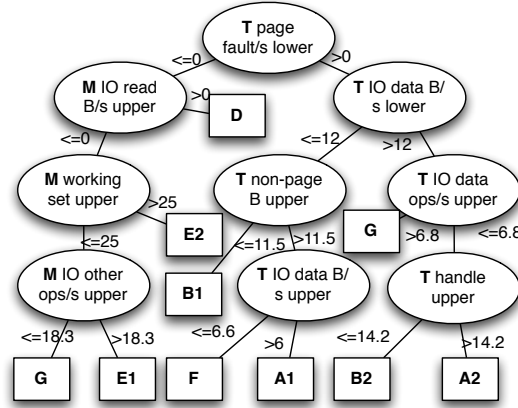 T page
fault/s lower
<=0
>0
M IO read
B/s upper
T IO data B/
s lower
>0
D
<=0
<=12
>12
M working
set upper
T non-page
B upper
T IO data
ops/s upper
>25
E2
G
<=25
<=11.5
>11.5
>6.8
<=6.8
M IO other
ops/s upper
B1
T IO data B/
s upper
T handle
upper
<=18.3
>18.3
<=6.6
>6
<=14.2
>14.2
G
E1
F
A1
B2
A2